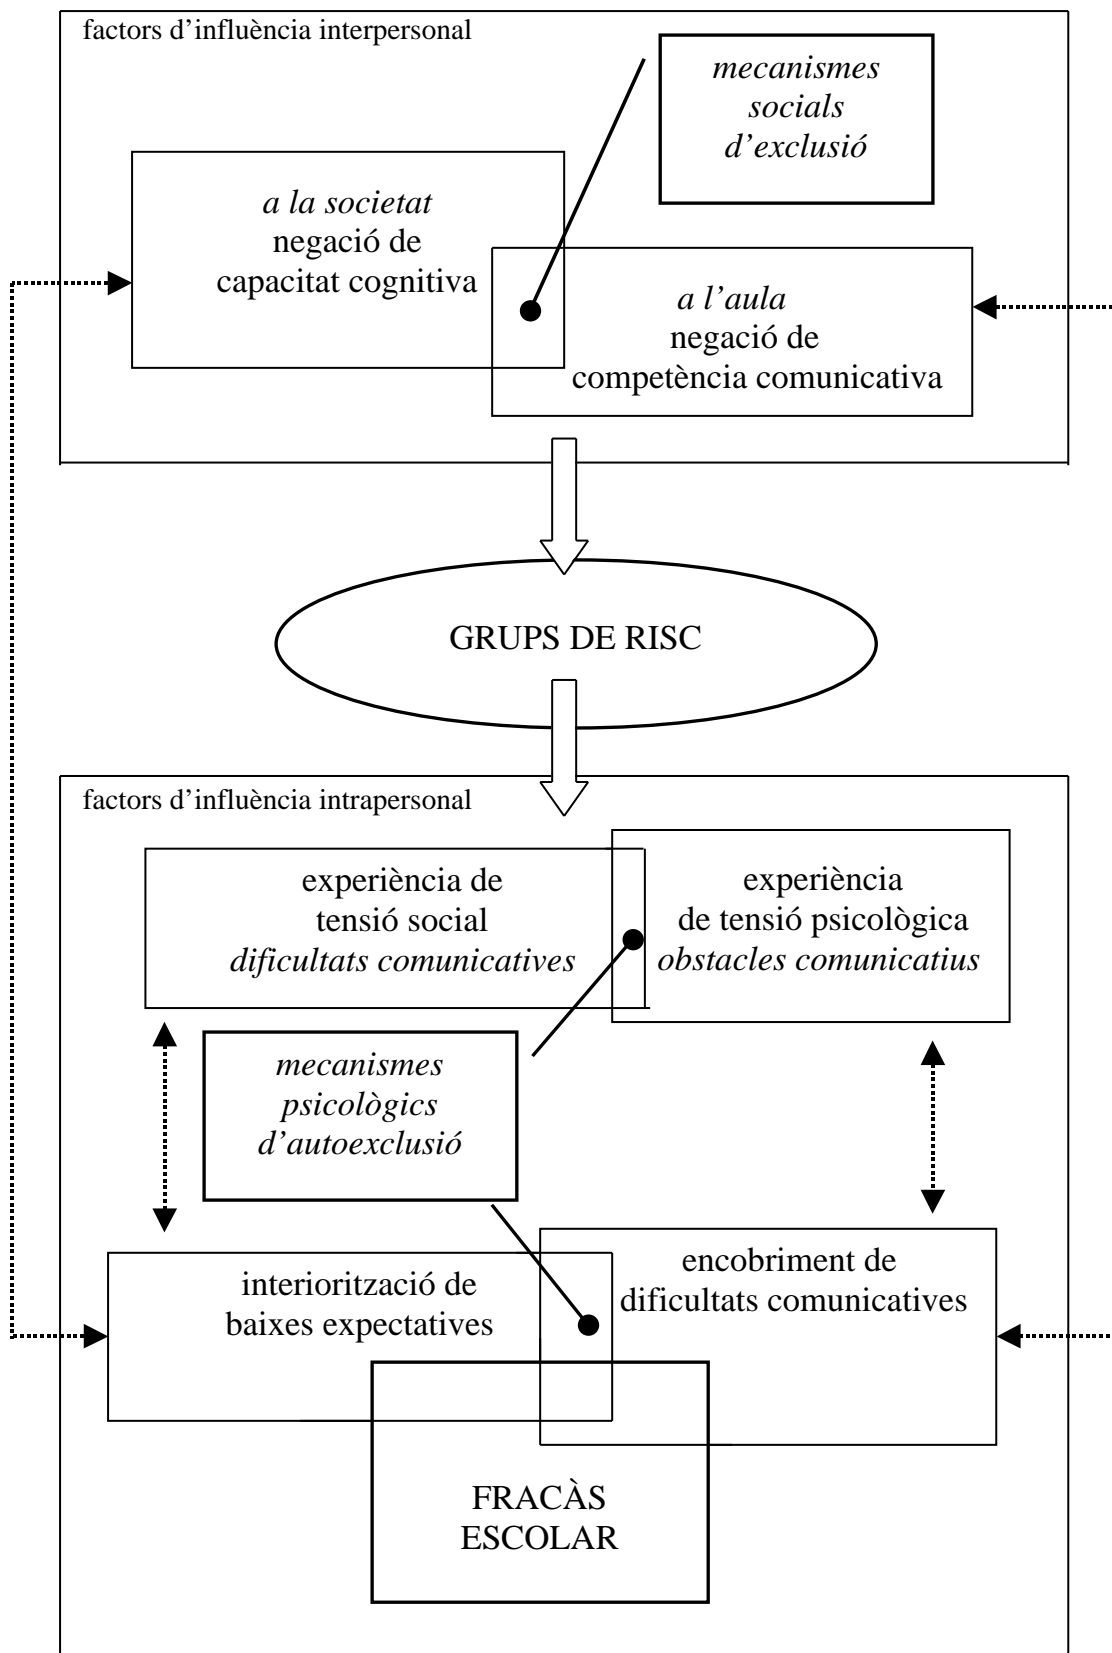 factors d’influència interpersonal
mecanismes
socials
d’exclusió
a la societat
negació de
capacitat cognitiva
a l’aula
negació de
competència comunicativa
GRUPS DE RISC
factors d’influència intrapersonal
experiència de
tensió social
dificultats comunicatives
experiència
de tensió psicològica
obstacles comunicatius
mecanismes
psicològics
d’autoexclusió
interiorització de
baixes expectatives
encobriment de
dificultats comunicatives
FRACÀS
ESCOLAR